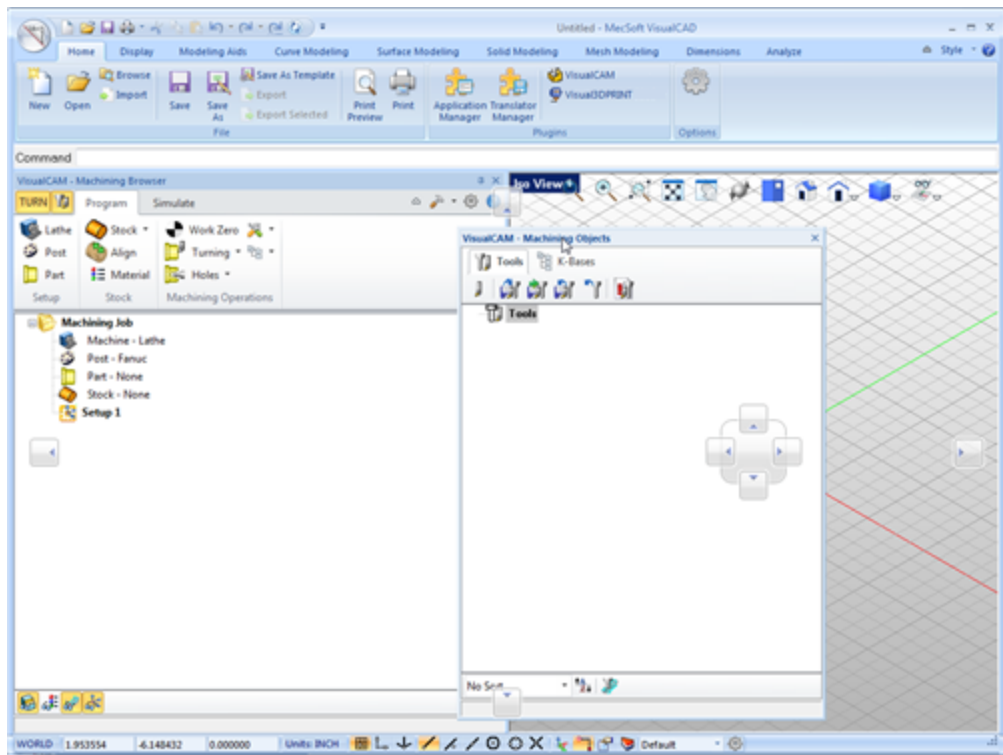 Untitled - MecSoft VisualCAD
Home Display Modeling Aids Curve Modeling Surface Modeling Solid Modeling Mesh Modeling Dimensions Analyze Style
Browse Save As Template VisualCAM
Import Export Visual3DPRINT
New Open Save Save As Export Selected Print Preview Print Application Manager Translator Manager
File Plugins Options
Command
VisualCAM - Machining Browser
Iso View
TURN Program Simulate
Lathe Stock Work Zero
Post Align Turning
Part Material Holes
Setup Stock Machining Operations
VisualCAM - Machining Objects
Tools K-Bases
Tools
Machining Job
Machine - Lathe
Post - Fanuc
Part - None
Stock - None
Setup 1
No Sort
WORLD 1.953554 -6.148432 0.000000 Units: INCH Default